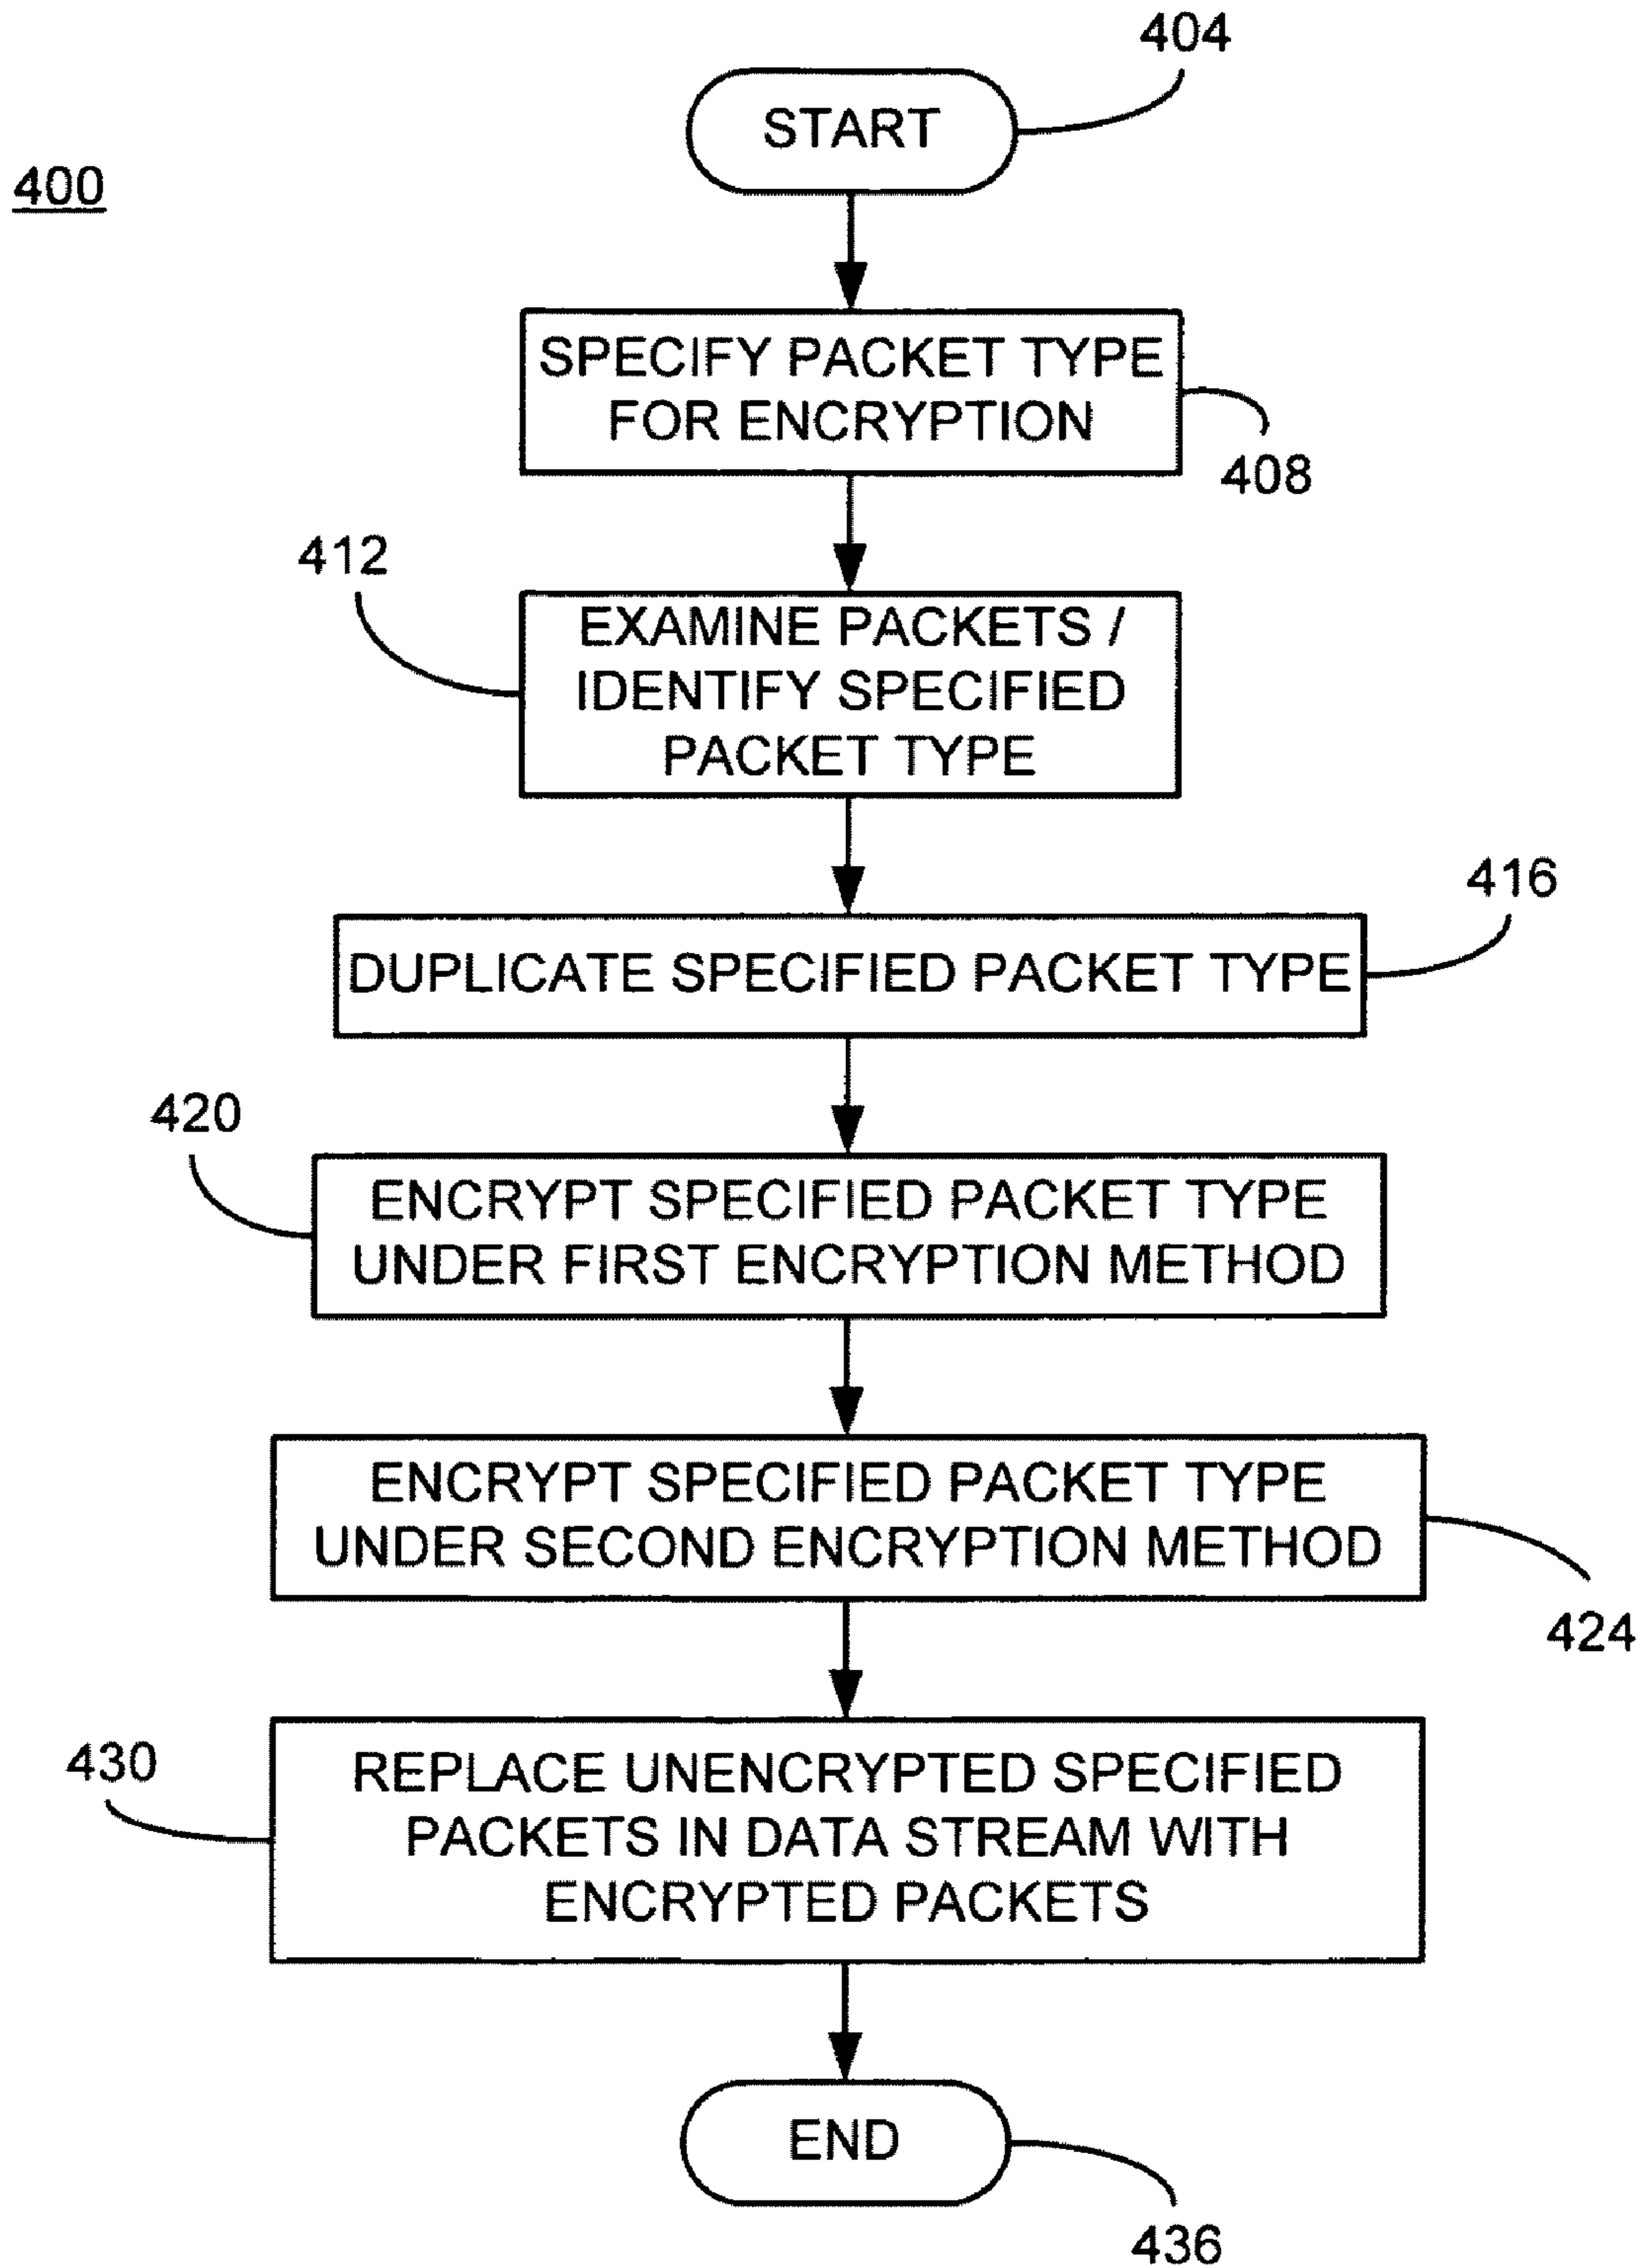 404
START
400
SPECIFY PACKET TYPE
FOR ENCRYPTION
408
412
EXAMINE PACKETS /
IDENTIFY SPECIFIED
PACKET TYPE
416
DUPLICATE SPECIFIED PACKET TYPE
420
ENCRYPT SPECIFIED PACKET TYPE
UNDER FIRST ENCRYPTION METHOD
ENCRYPT SPECIFIED PACKET TYPE
UNDER SECOND ENCRYPTION METHOD
424
430
REPLACE UNENCRYPTED SPECIFIED
PACKETS IN DATA STREAM WITH
ENCRYPTED PACKETS
END
436